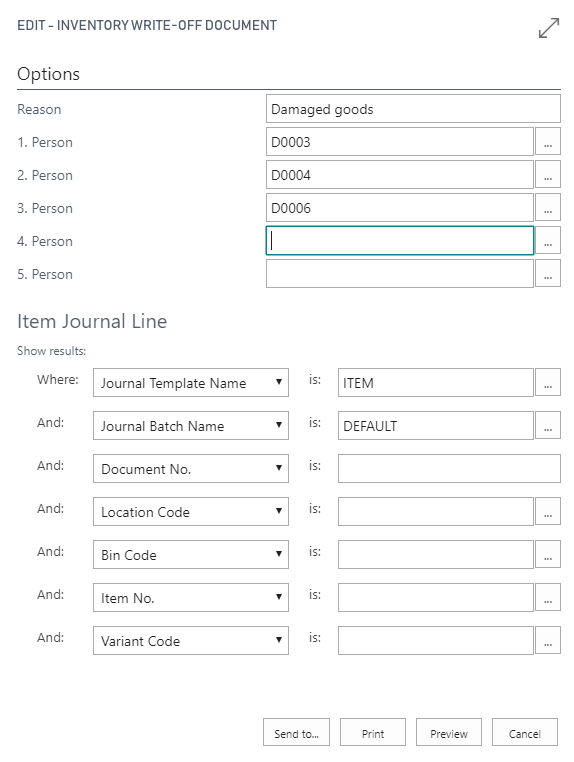 EDIT - INVENTORY WRITE-OFF DOCUMENT
Options
Reason Damaged goods
1. Person D0003 ...
2. Person D0004 ...
3. Person D0006 ...
4. Person ...
5. Person ...
Item Journal Line
Show results:
Where: Journal Template Name ▼ is: ITEM ...
And: Journal Batch Name ▼ is: DEFAULT ...
And: Document No. ▼ is:
And: Location Code ▼ is: ...
And: Bin Code ▼ is: ...
And: Item No. ▼ is: ...
And: Variant Code ▼ is: ...
Send to... Print Preview Cancel